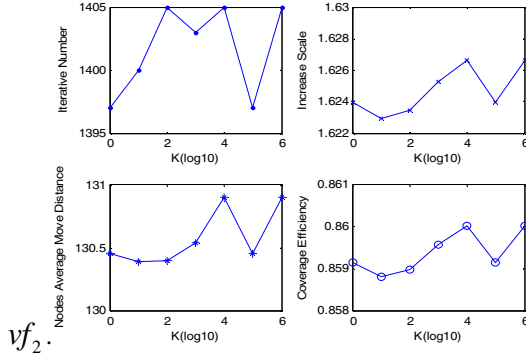 1405
1400
1395
Iterative Number
0 2 4 6
K(log10)
1.63
1.628
1.626
1.624
1.622
Increase Scale
0 2 4 6
K(log10)
131
130.5
130
Nodes Average Move Distance
0 2 4 6
K(log10)
0.861
0.86
0.859
0.858
Coverage Efficiency
0 2 4 6
K(log10)
vf₂.